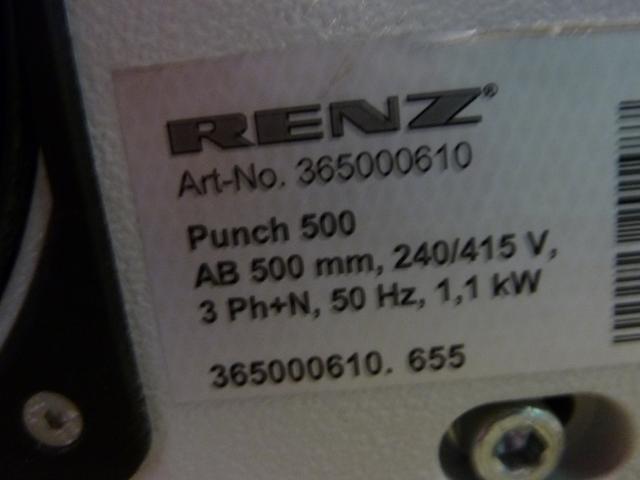 RENZ®
Art-No. 365000610
Punch 500
AB 500 mm, 240/415 V,
3 Ph+N, 50 Hz, 1,1 kW
365000610. 655